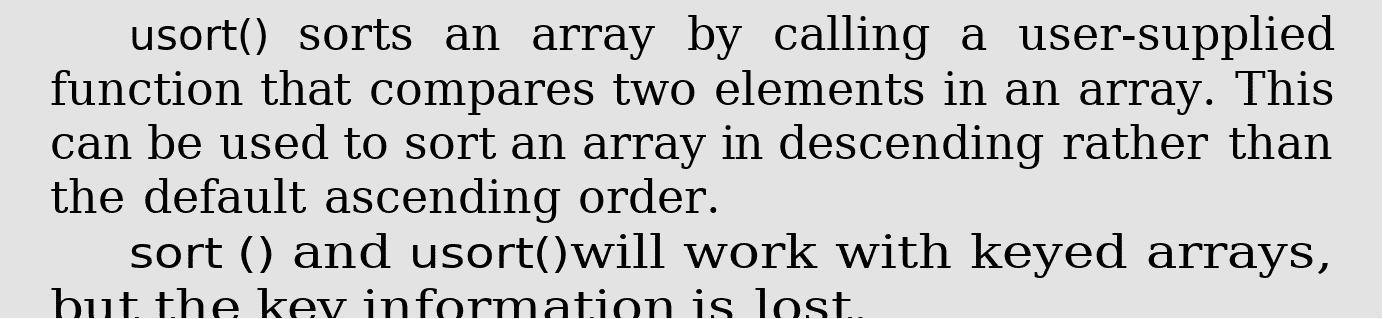 usort() sorts an array by calling a user-supplied
function that compares two elements in an array. This
can be used to sort an array in descending rather than
the default ascending order.
sort () and usort()will work with keyed arrays,
but the key information is lost.